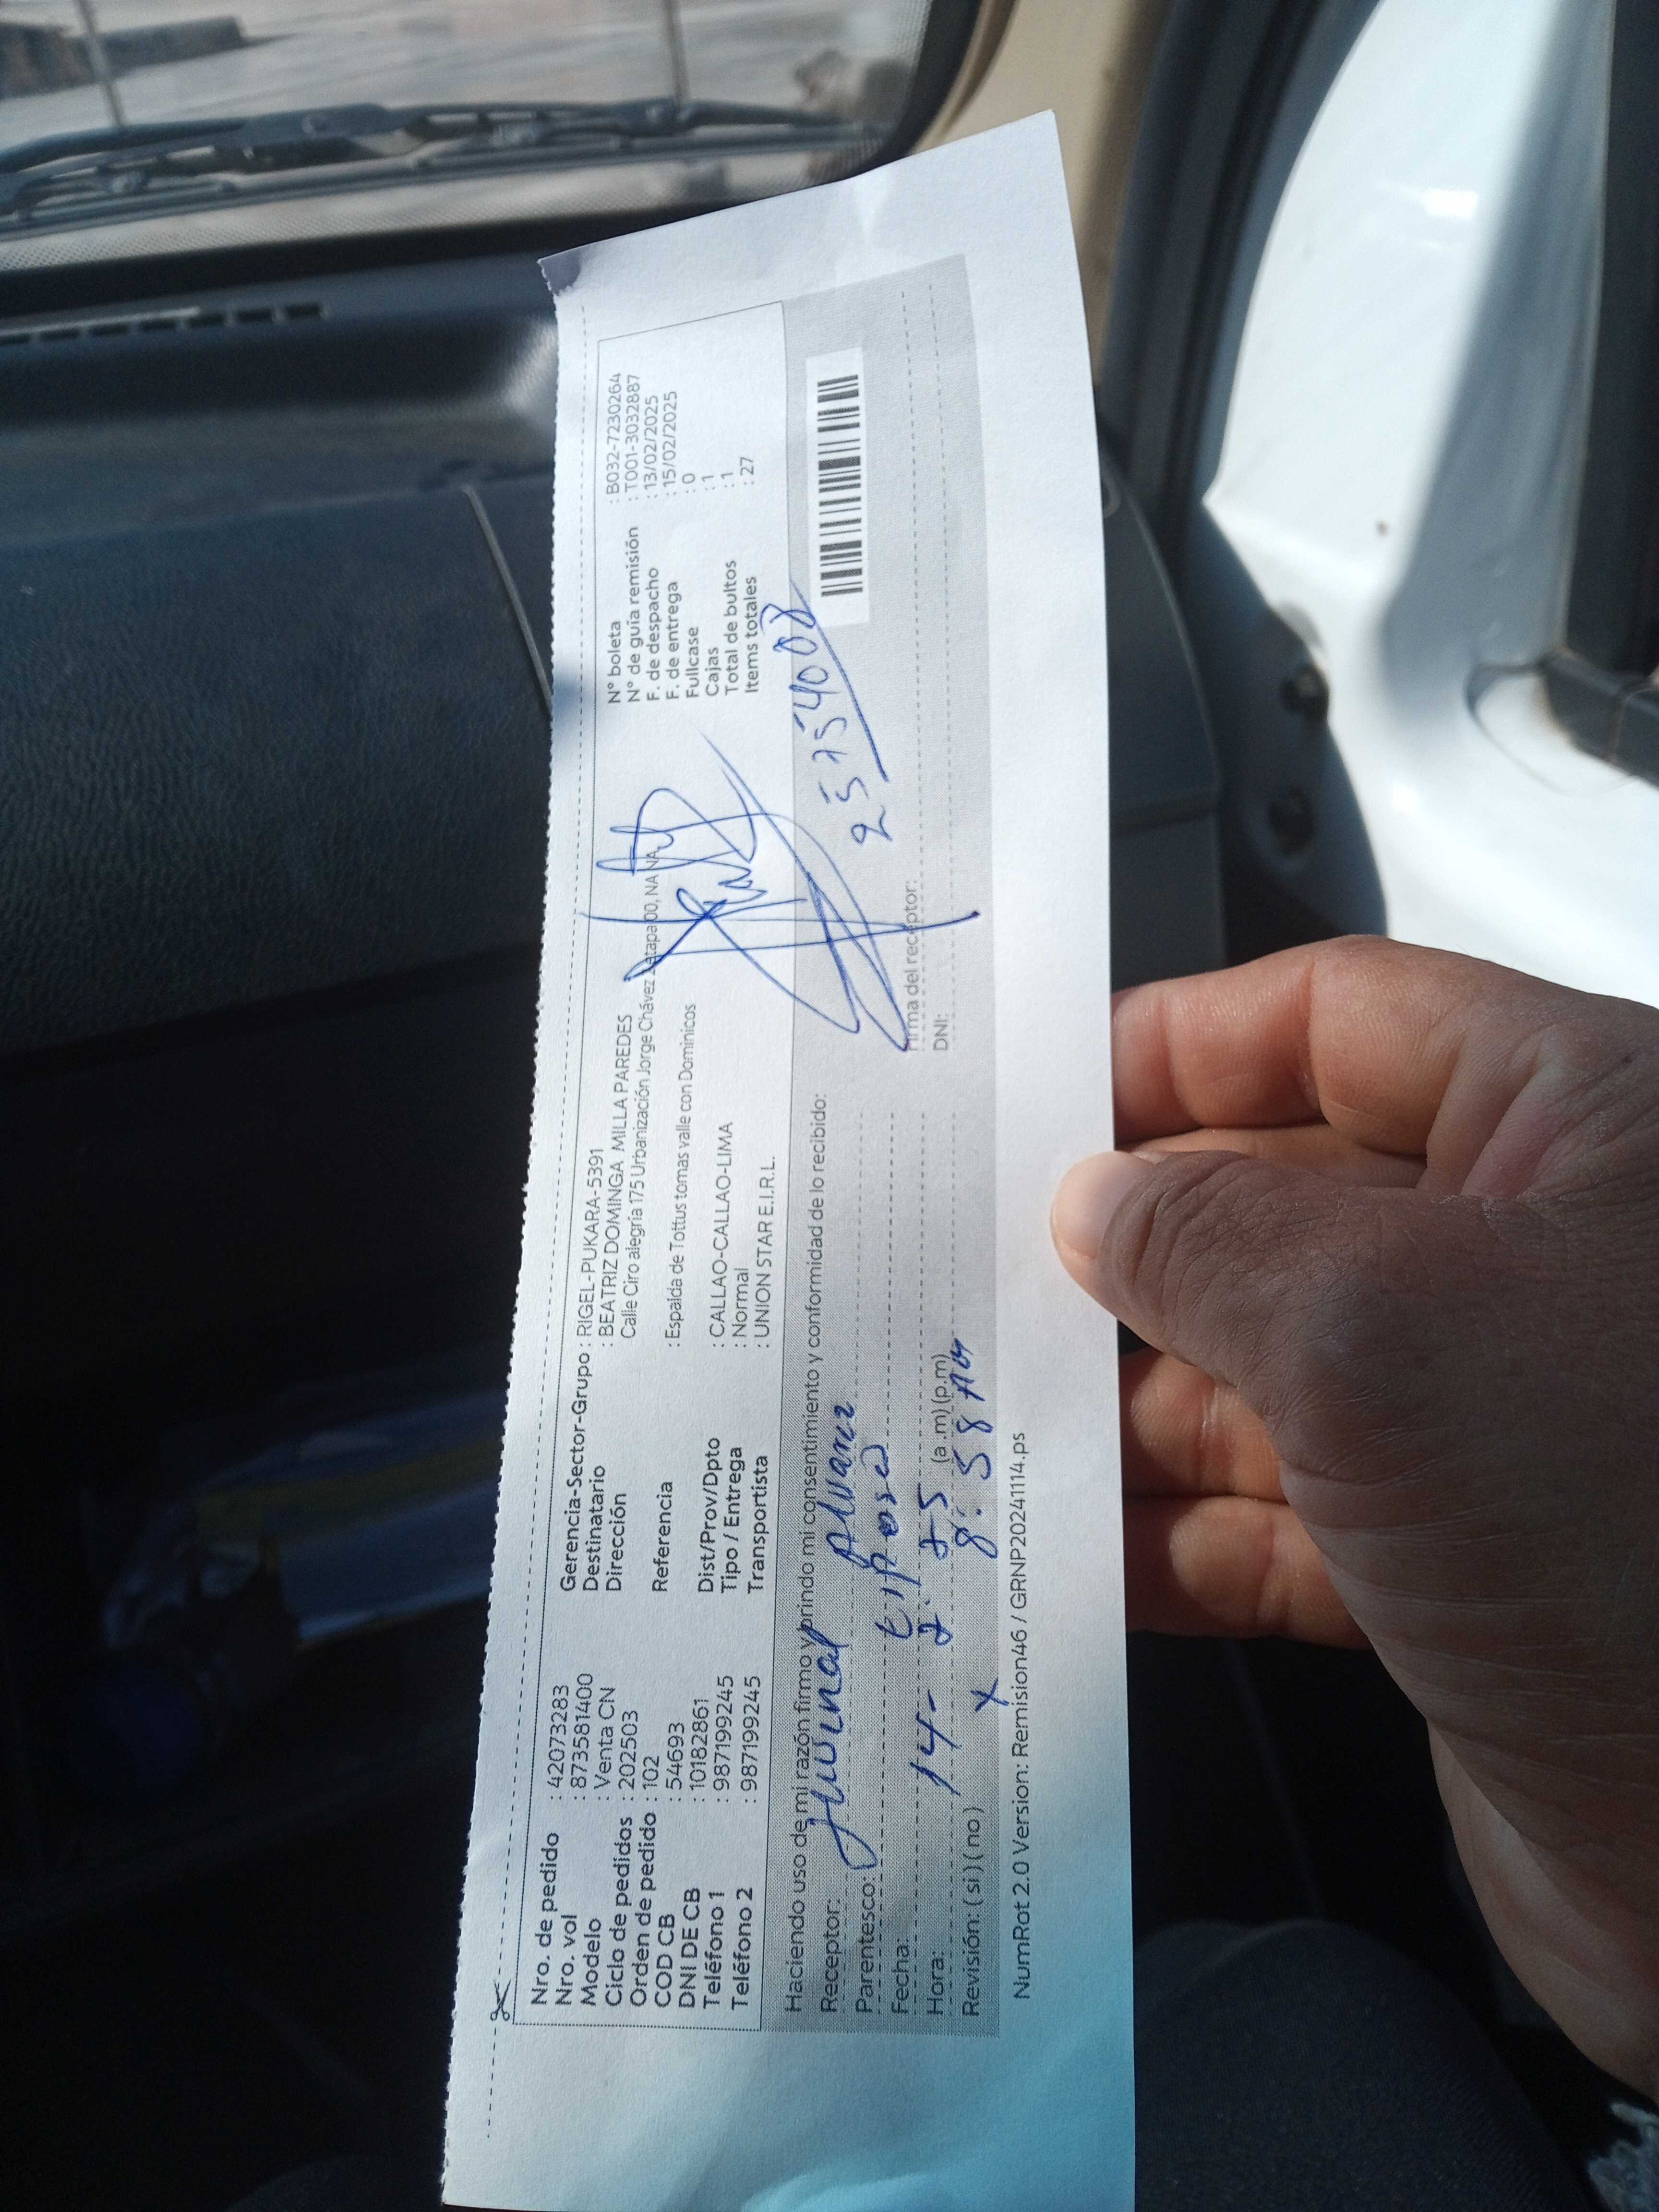 Nro. de pedido : 42073283
Nro. vol : 873581400
Modelo : Venta CN
Ciclo de pedidos : 202503
Orden de pedido : 102
COD CB : 54693
DNI DE CB : 10182861
Teléfono 1 : 987199245
Teléfono 2 : 987199245
Gerencia-Sector-Grupo : RIGEL-PUKARA-5391
Destinatario : BEATRIZ DOMINGA MILLA PAREDES
Dirección Calle Ciro alegría 175 Urbanización Jorge Chávez 00, NA NA
Referencia : Espalda de Tottus tomas valle con Dominicos
Dist/Prov/Dpto : CALLAO-CALLAO-LIMA
Tipo / Entrega : Normal
Transportista : UNION STAR E.I.R.L.
N° boleta : B032-7230264
N° de guía remisión : T001-3032887
F. de despacho : 13/02/2025
F. de entrega : 15/02/2025
Fullcase : 0
Cajas : 1
Total de bultos : 1
Items totales : 27
Haciendo uso de mi razón firmo y brindo mi consentimiento y conformidad de lo recibido:
Receptor: Juvenal Alvarez
Parentesco: Esposo
Fecha: 14- 2. 25
Hora: (a.m) (p.m) 8:58 AM
Revisión: (si) (no) X
25754008
Firma del receptor:
DNI:
NumRot 2.0 Version: Remision46 / GRNP20241114.ps